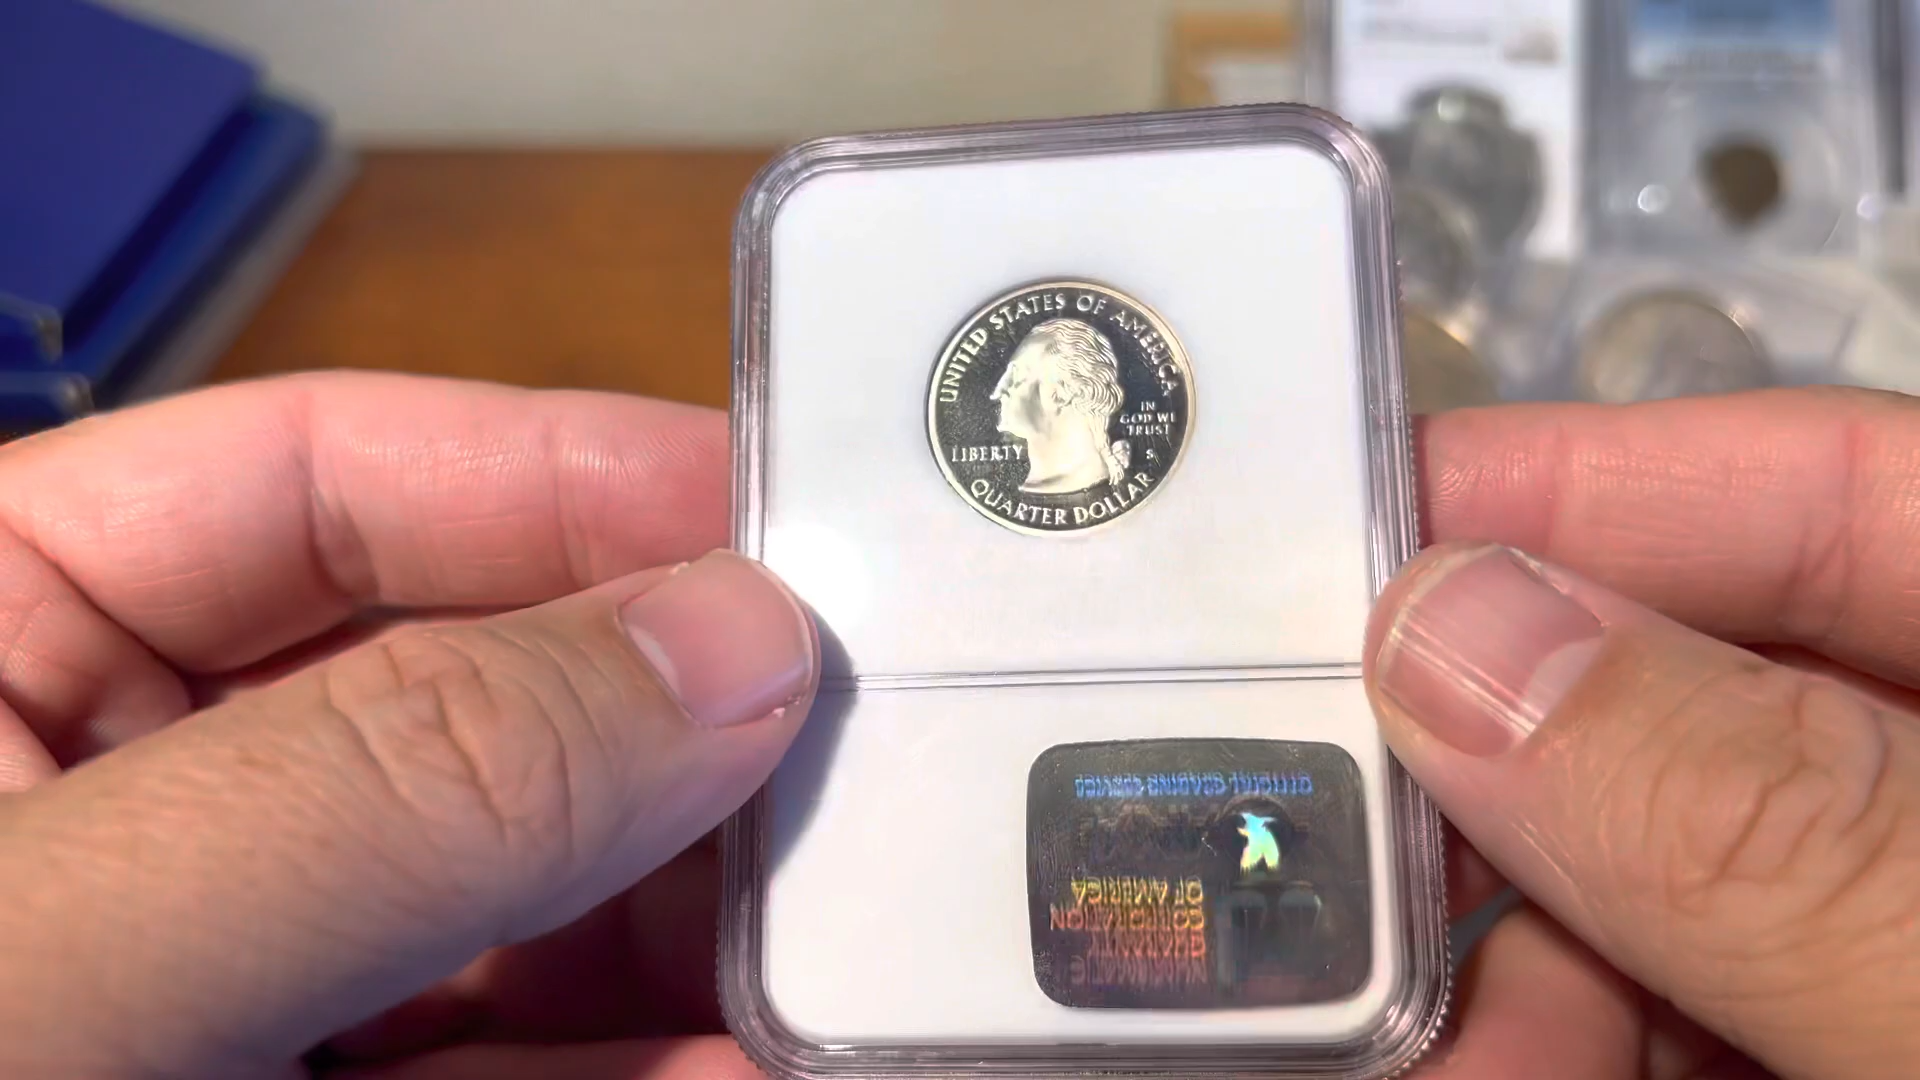 UNITED STATES OF AMERICA
IN
GOD WE
TRUST
LIBERTY
S
QUARTER DOLLAR
OFFICIAL GRADING SERVICE
NUMISMATIC
GUARANTY
CORPORATION
OF AMERICA